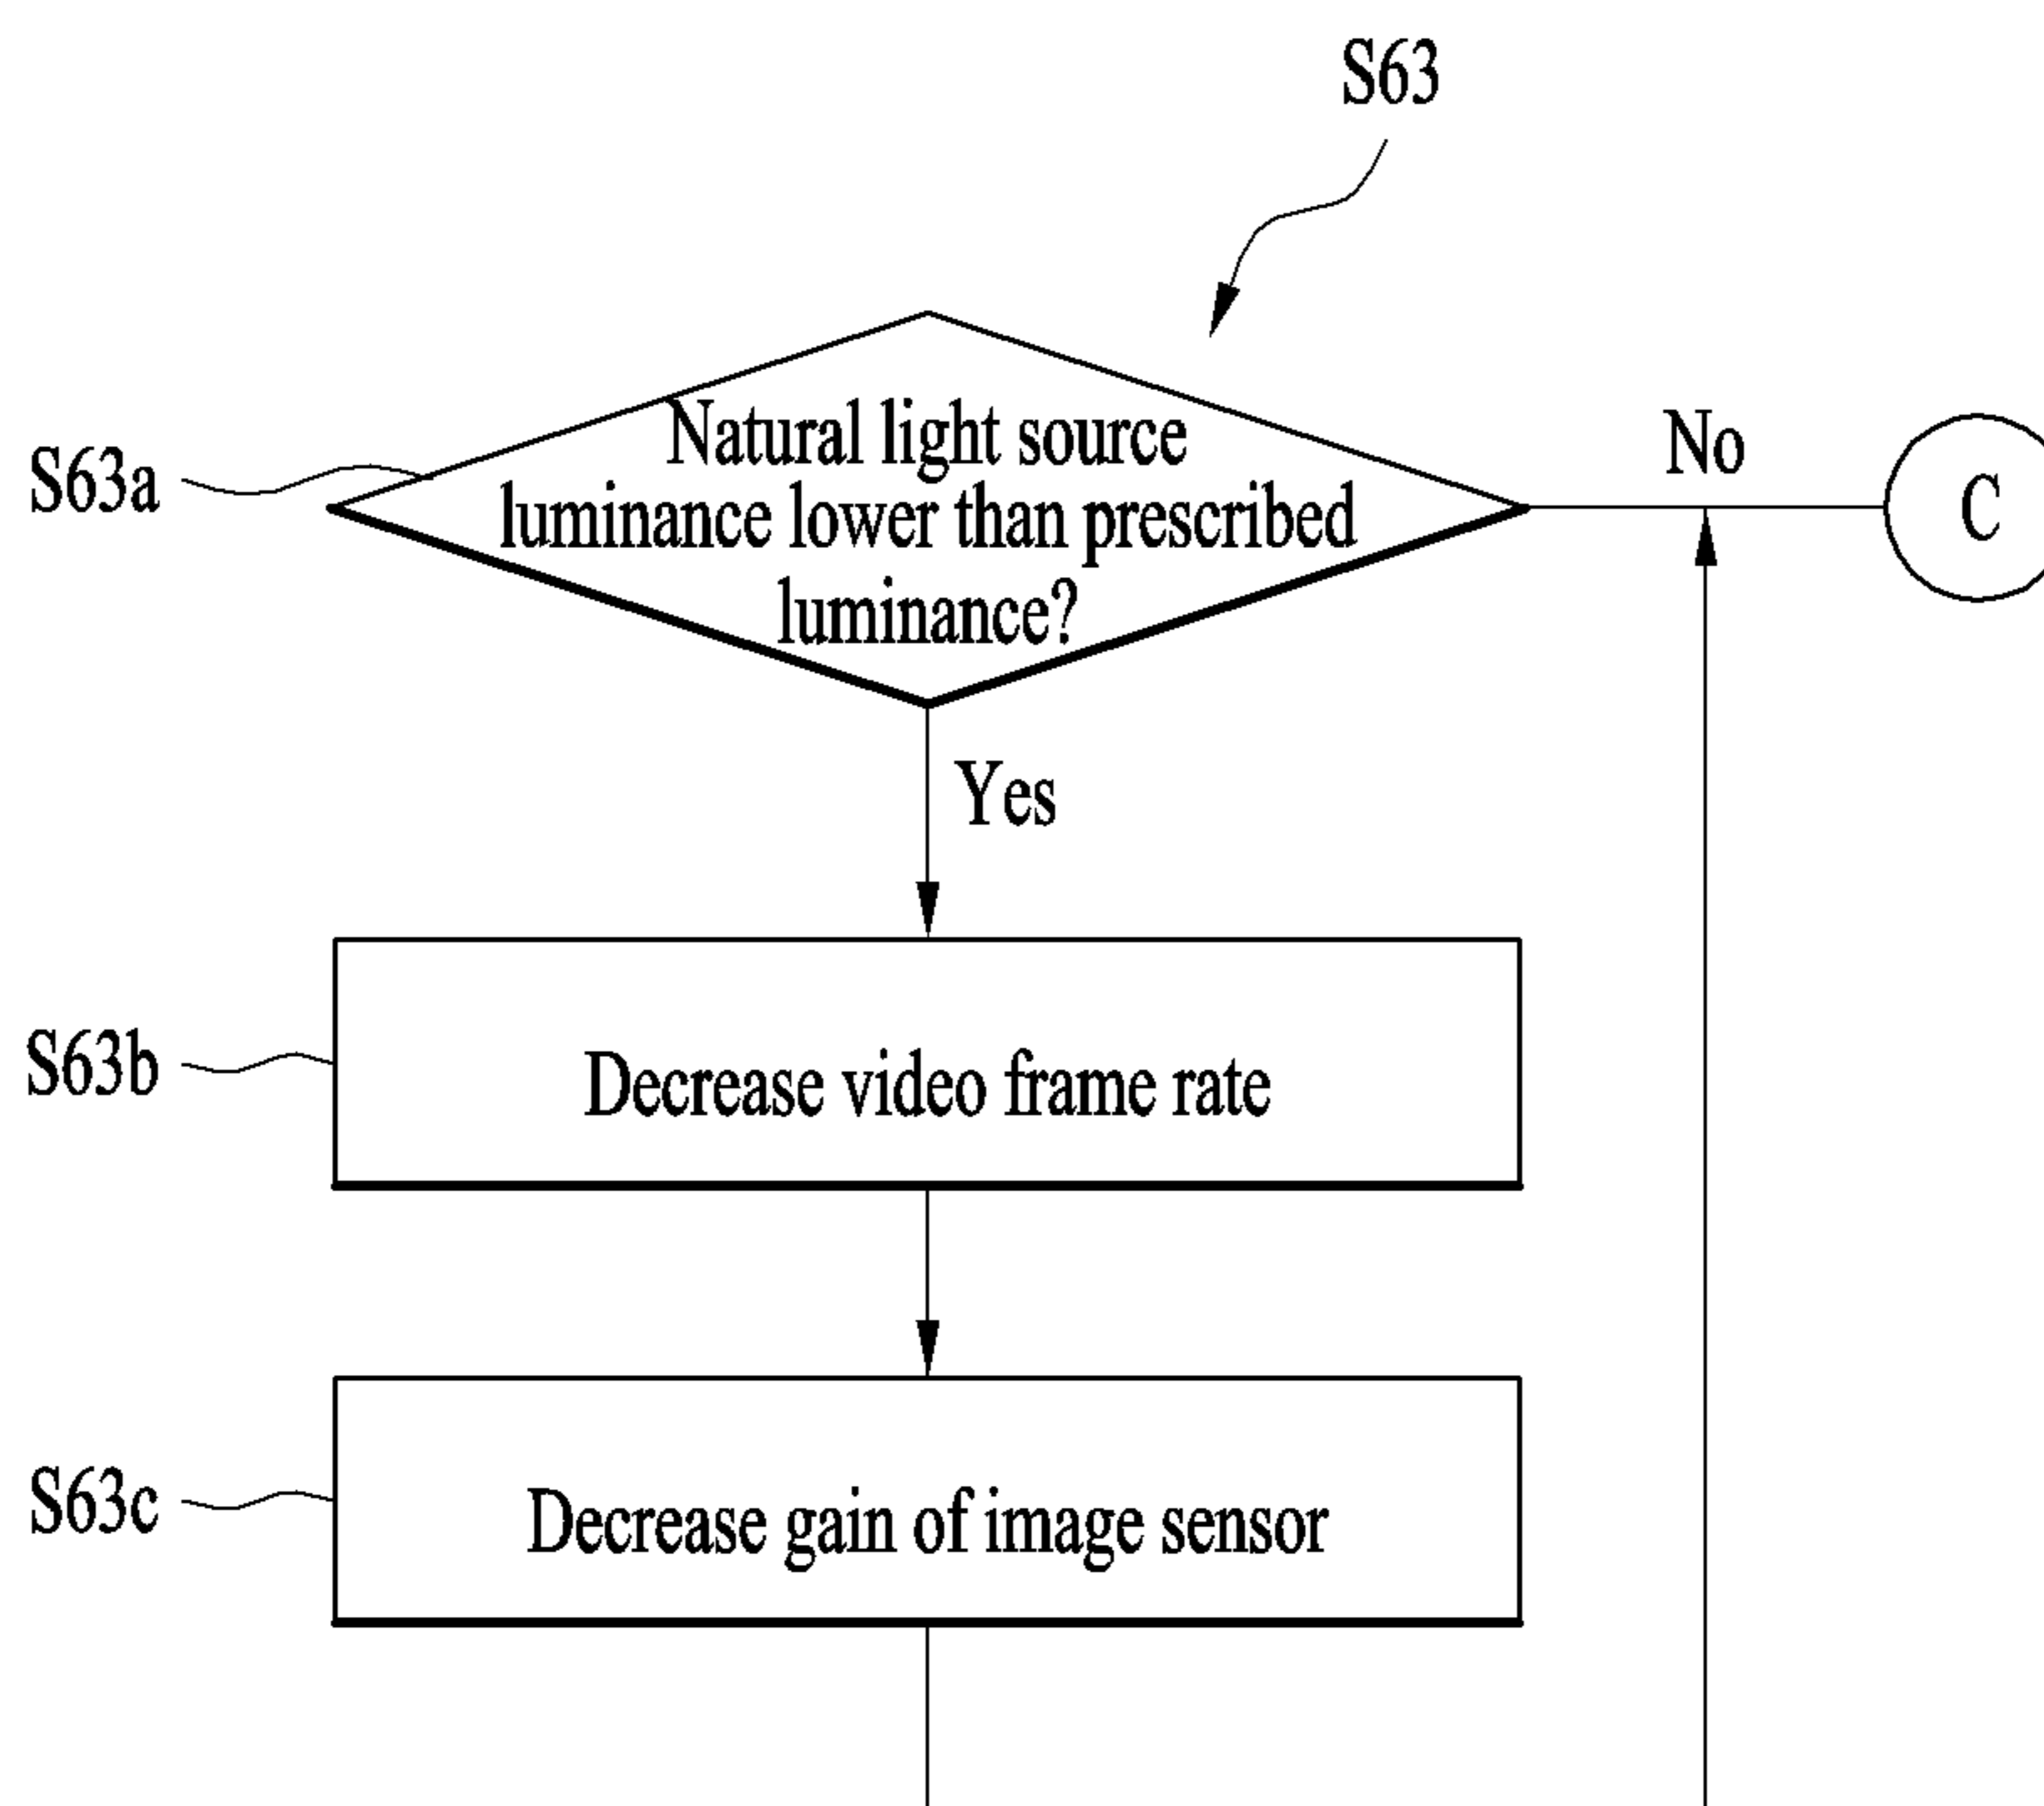 S63
S63a
Natural light source
luminance lower than prescribed
luminance?
No
C
Yes
S63b
Decrease video frame rate
S63c
Decrease gain of image sensor